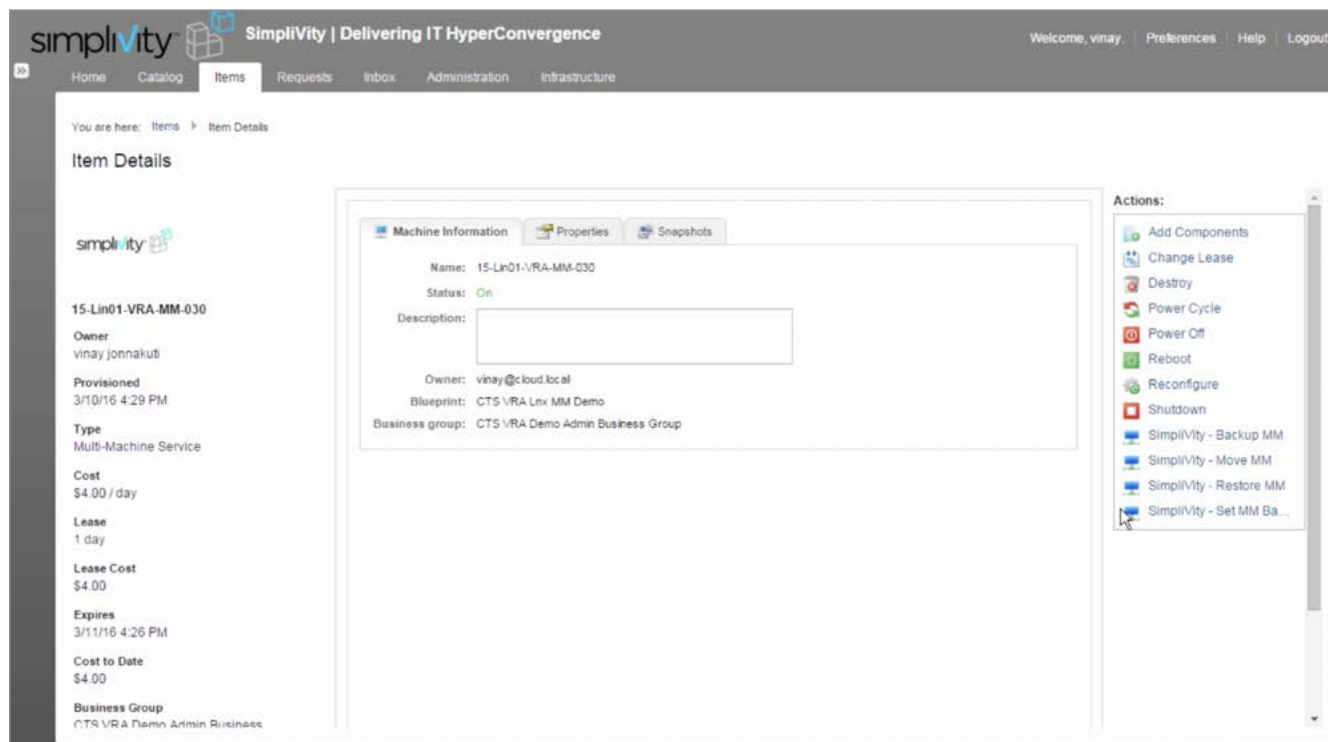 simplivity
SimpliVity | Delivering IT HyperConvergence
Welcome, vinay. Preferences Help Logout
Home Catalog Items Requests Inbox Administration Infrastructure
You are here: Items Item Details
Item Details
simplivity
15-Lin01-VRA-MM-030
Owner
vinay jonnakuti
Provisioned
3/10/16 4:29 PM
Type
Multi-Machine Service
Cost
$4.00 / day
Lease
1 day
Lease Cost
$4.00
Expires
3/11/16 4:26 PM
Cost to Date
$4.00
Business Group
CTS VRA Demo Admin Business
Machine Information Properties Snapshots
Name: 15-Lin01-VRA-MM-030
Status: On
Description:
Owner: vinay@cloud.local
Blueprint: CTS VRA Lnx MM Demo
Business group: CTS VRA Demo Admin Business Group
Actions:
Add Components
Change Lease
Destroy
Power Cycle
Power Off
Reboot
Reconfigure
Shutdown
SimpliVity - Backup MM
SimpliVity - Move MM
SimpliVity - Restore MM
SimpliVity - Set MM Ba...